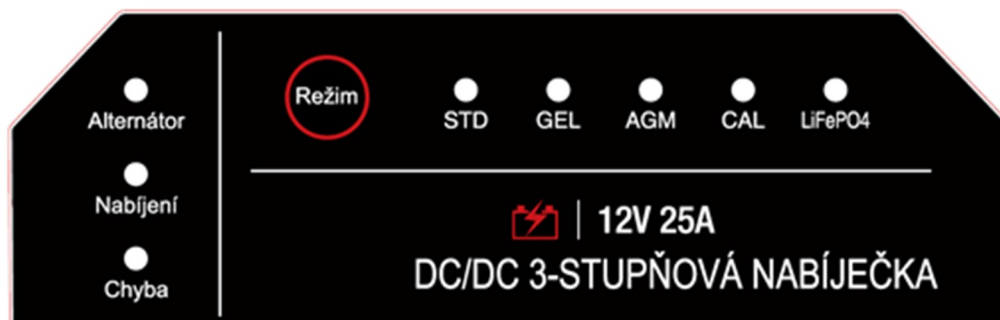 Alternátor
Nabíjení
Chyba
Režim
STD GEL AGM CAL LiFePO4
12V 25A
DC/DC 3-STUPŇOVÁ NABÍJEČKA